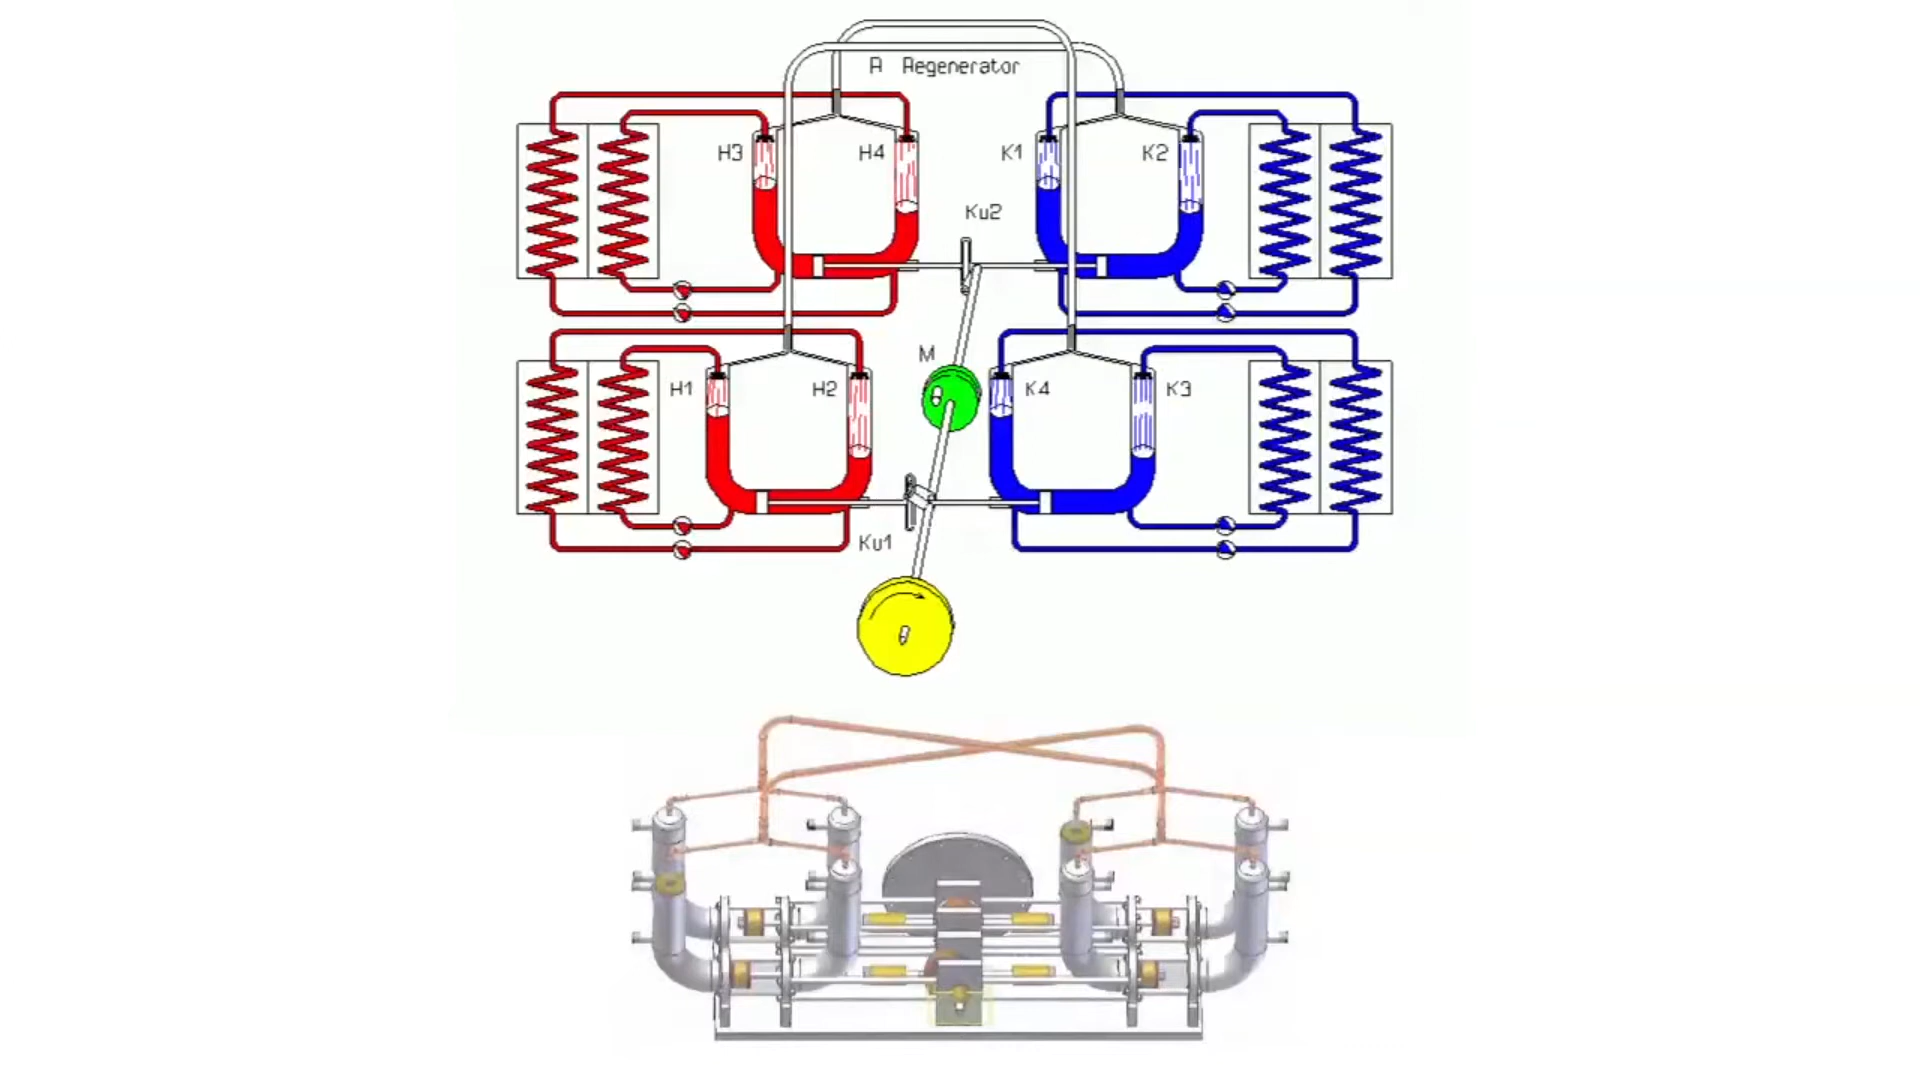 A Regenerator
H3
H4
K1
K2
Ku2
M
H1
H2
K4
K3
Ku1